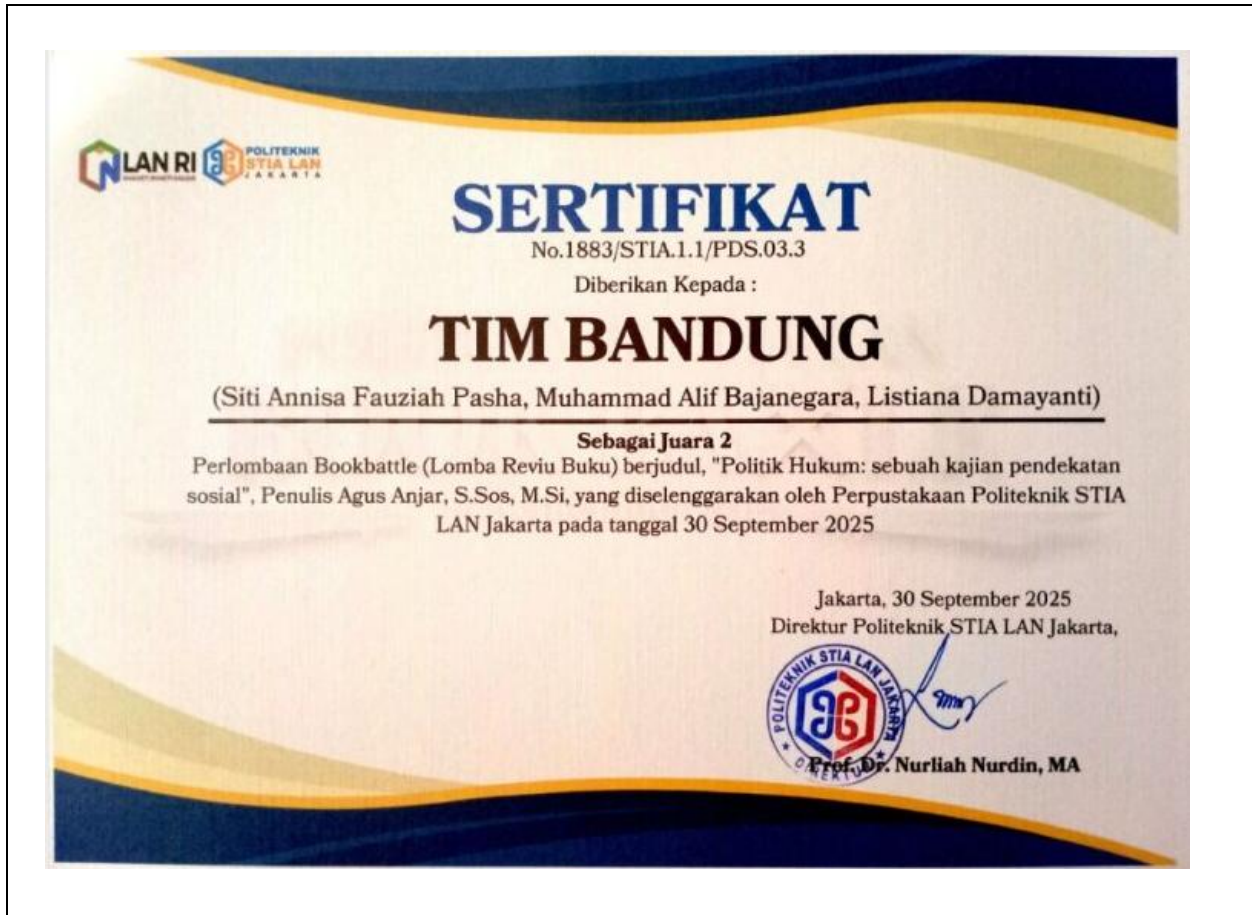 LAN RI
POLITEKNIK
STIA LAN
JAKARTA
SERTIFIKAT
No.1883/STIA.1.1/PDS.03.3
Diberikan Kepada :
TIM BANDUNG
(Siti Annisa Fauziah Pasha, Muhammad Alif Bajanegara, Listiana Damayanti)
Sebagai Juara 2
Perlombaan Bookbattle (Lomba Reviu Buku) berjudul, "Politik Hukum: sebuah kajian pendekatan
sosial", Penulis Agus Anjar, S.Sos, M.Si, yang diselenggarakan oleh Perpustakaan Politeknik STIA
LAN Jakarta pada tanggal 30 September 2025
Jakarta, 30 September 2025
Direktur Politeknik STIA LAN Jakarta,
POLITEKNIK STIA LAN JAKARTA
DIREKTUR
Prof. Dr. Nurliah Nurdin, MA